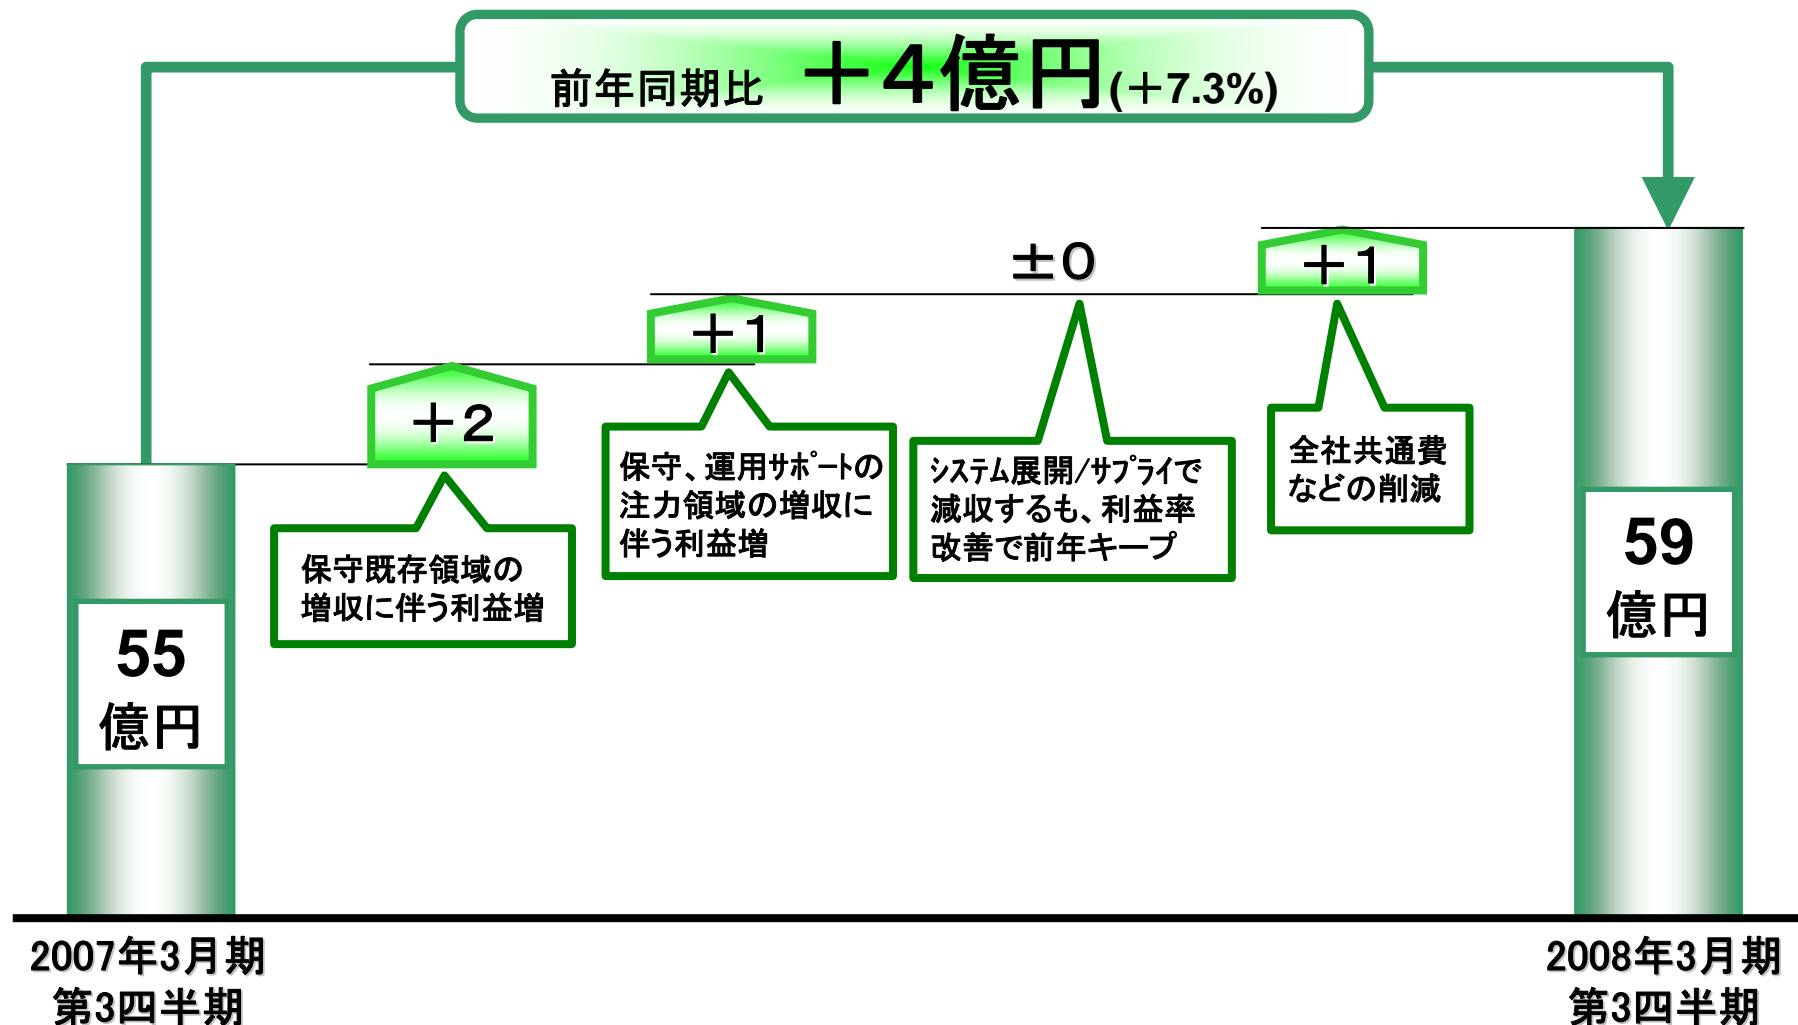 前年同期比 ＋4億円(＋7.3%)
±0
＋1
＋1
＋2
保守、運用サポートの
注力領域の増収に
伴う利益増
システム展開/サプライで
減収するも、利益率
改善で前年キープ
全社共通費
などの削減
保守既存領域の
増収に伴う利益増
55
億円
59
億円
2007年3月期
第3四半期
2008年3月期
第3四半期